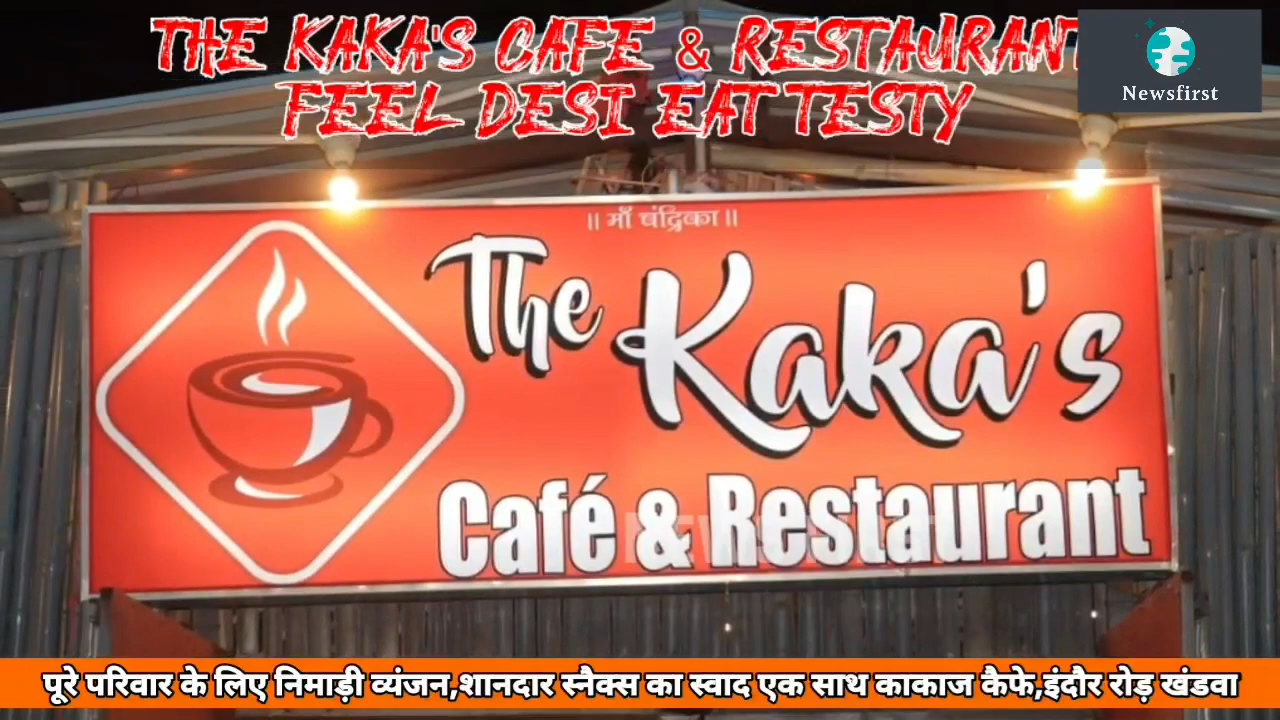 THE KAKA'S CAFE & RESTAURANT
FEEL DESI EAT TESTY
Newsfirst
॥ माँ चंद्रिका ॥
The Kaka's
Café & Restaurant
पूरे परिवार के लिए निमाड़ी व्यंजन,शानदार स्नैक्स का स्वाद एक साथ काकाज कैफे,इंदौर रोड़ खंडवा